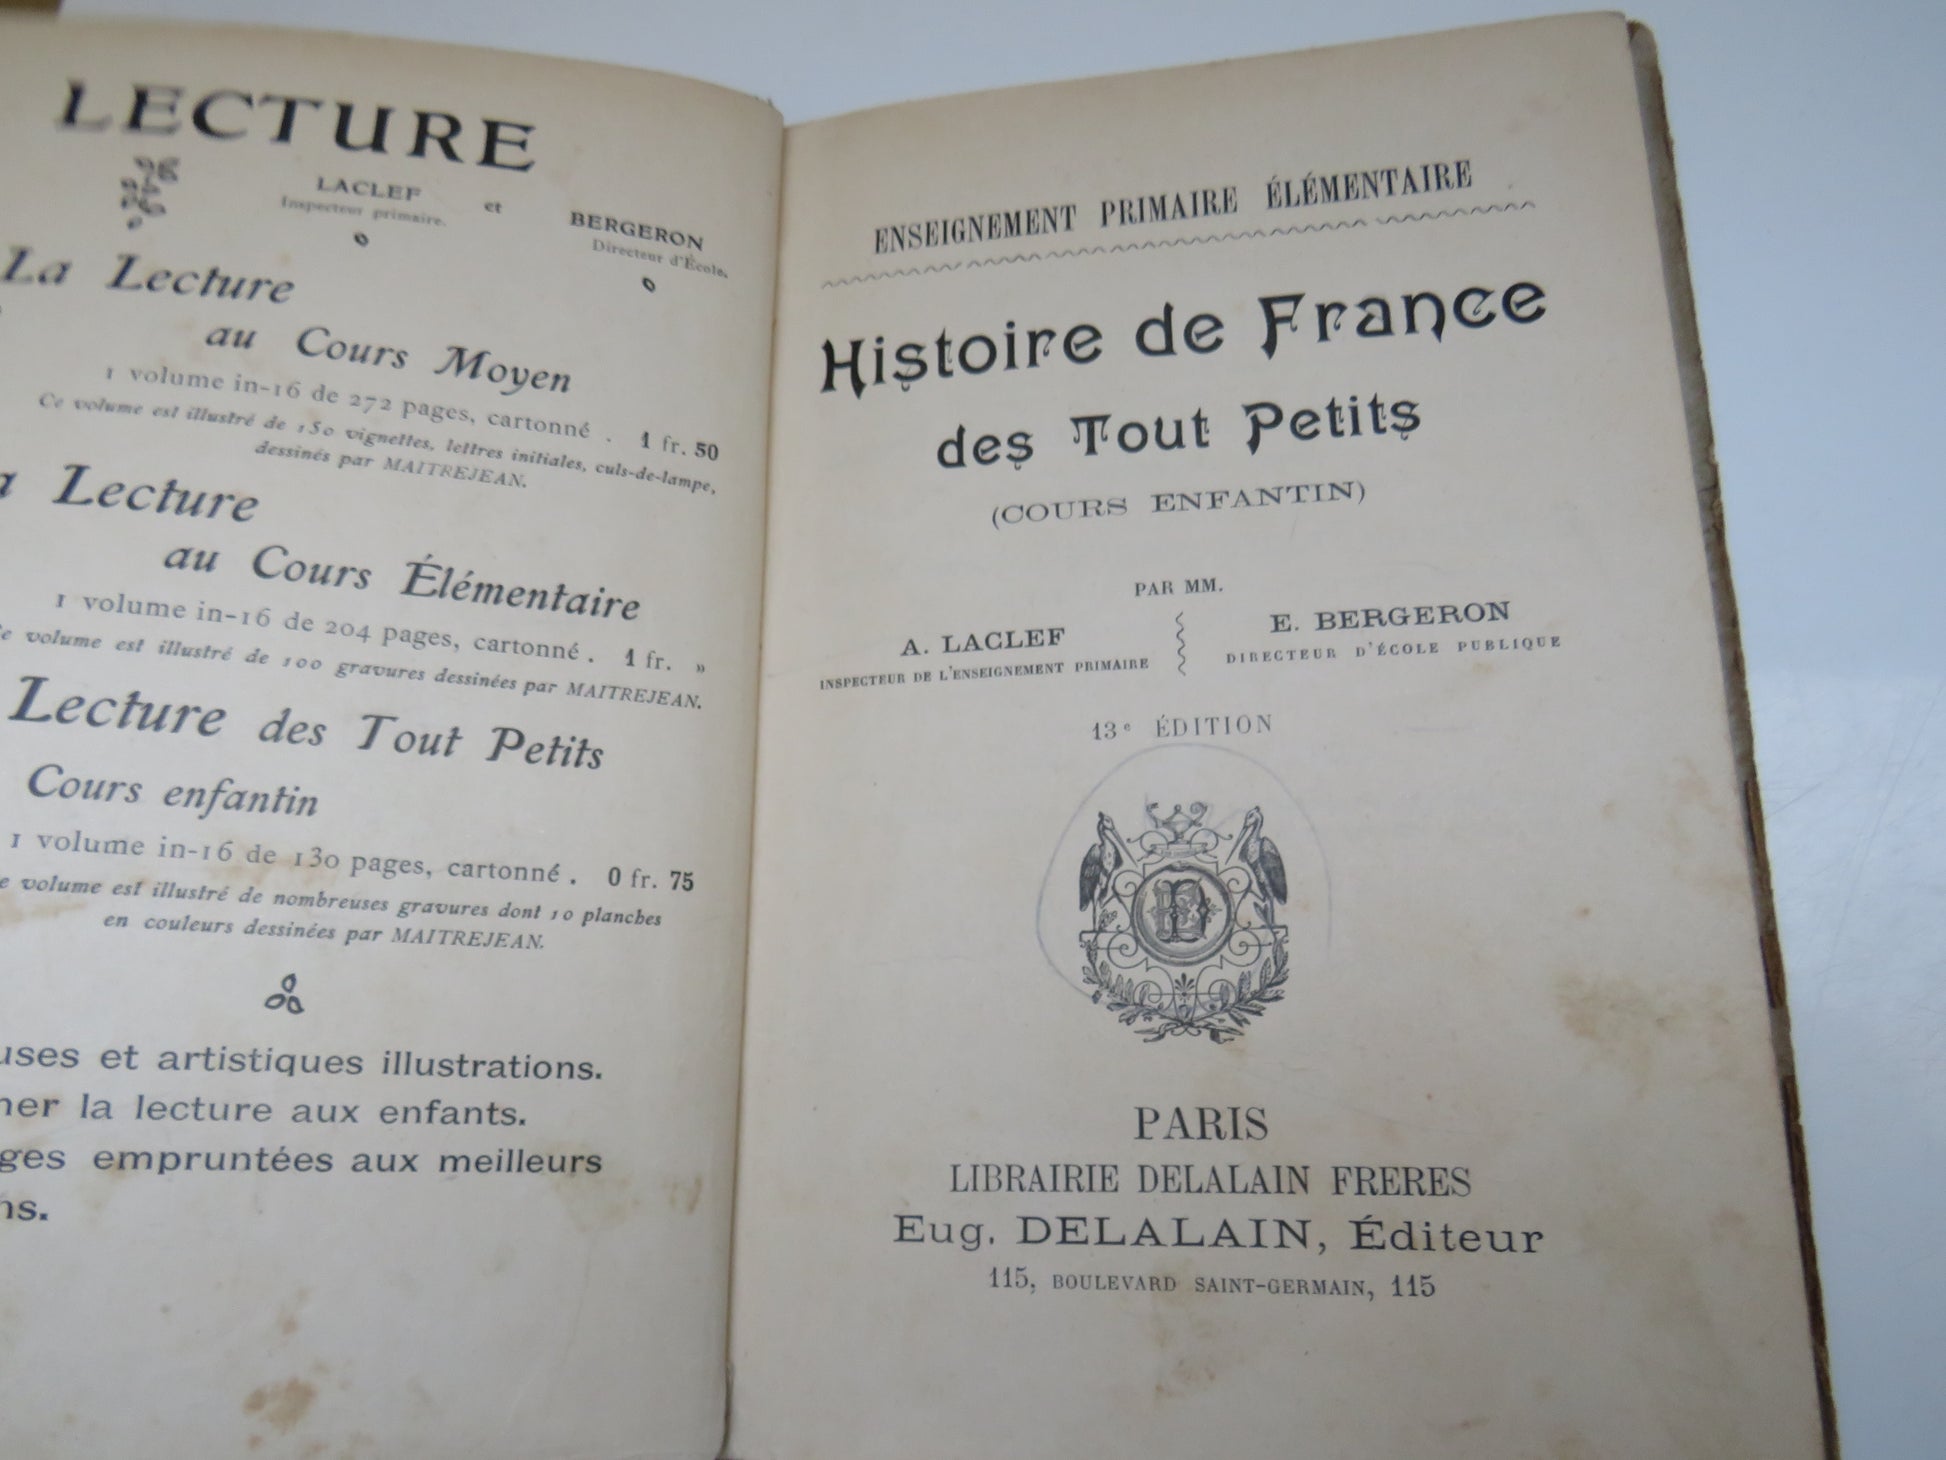 LECTURE
LACLEF et BERGERON
Inspecteur primaire. Directeur d'École.
La Lecture
au Cours Moyen
1 volume in-16 de 272 pages, cartonné . 1 fr. 50
Ce volume est illustré de 150 vignettes, lettres initiales, culs-de-lampe,
dessinés par MAITREJEAN.
Lecture
au Cours Élémentaire
1 volume in-16 de 204 pages, cartonné . 1 fr. »
volume est illustré de 100 gravures dessinées par MAITREJEAN.
Lecture des Tout Petits
Cours enfantin
1 volume in-16 de 130 pages, cartonné . 0 fr. 75
volume est illustré de nombreuses gravures dont 10 planches
en couleurs dessinées par MAITREJEAN.
et artistiques illustrations.
la lecture aux enfants.
empruntées aux meilleurs
ENSEIGNEMENT PRIMAIRE ÉLÉMENTAIRE
Histoire de France
des Tout Petits
(COURS ENFANTIN)
PAR MM.
A. LACLEF E. BERGERON
INSPECTEUR DE L'ENSEIGNEMENT PRIMAIRE DIRECTEUR D'ÉCOLE PUBLIQUE
13e ÉDITION
PARIS
LIBRAIRIE DELALAIN FRERES
Eug. DELALAIN, Éditeur
115, BOULEVARD SAINT-GERMAIN, 115